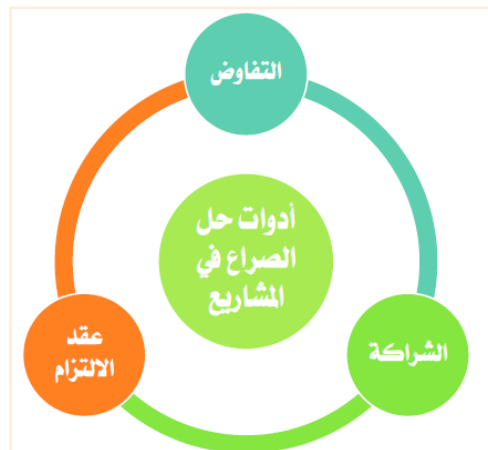 التفاوض
أدوات حل
الصراع في
المشاريع
الشراكة
عقد
الالتزام